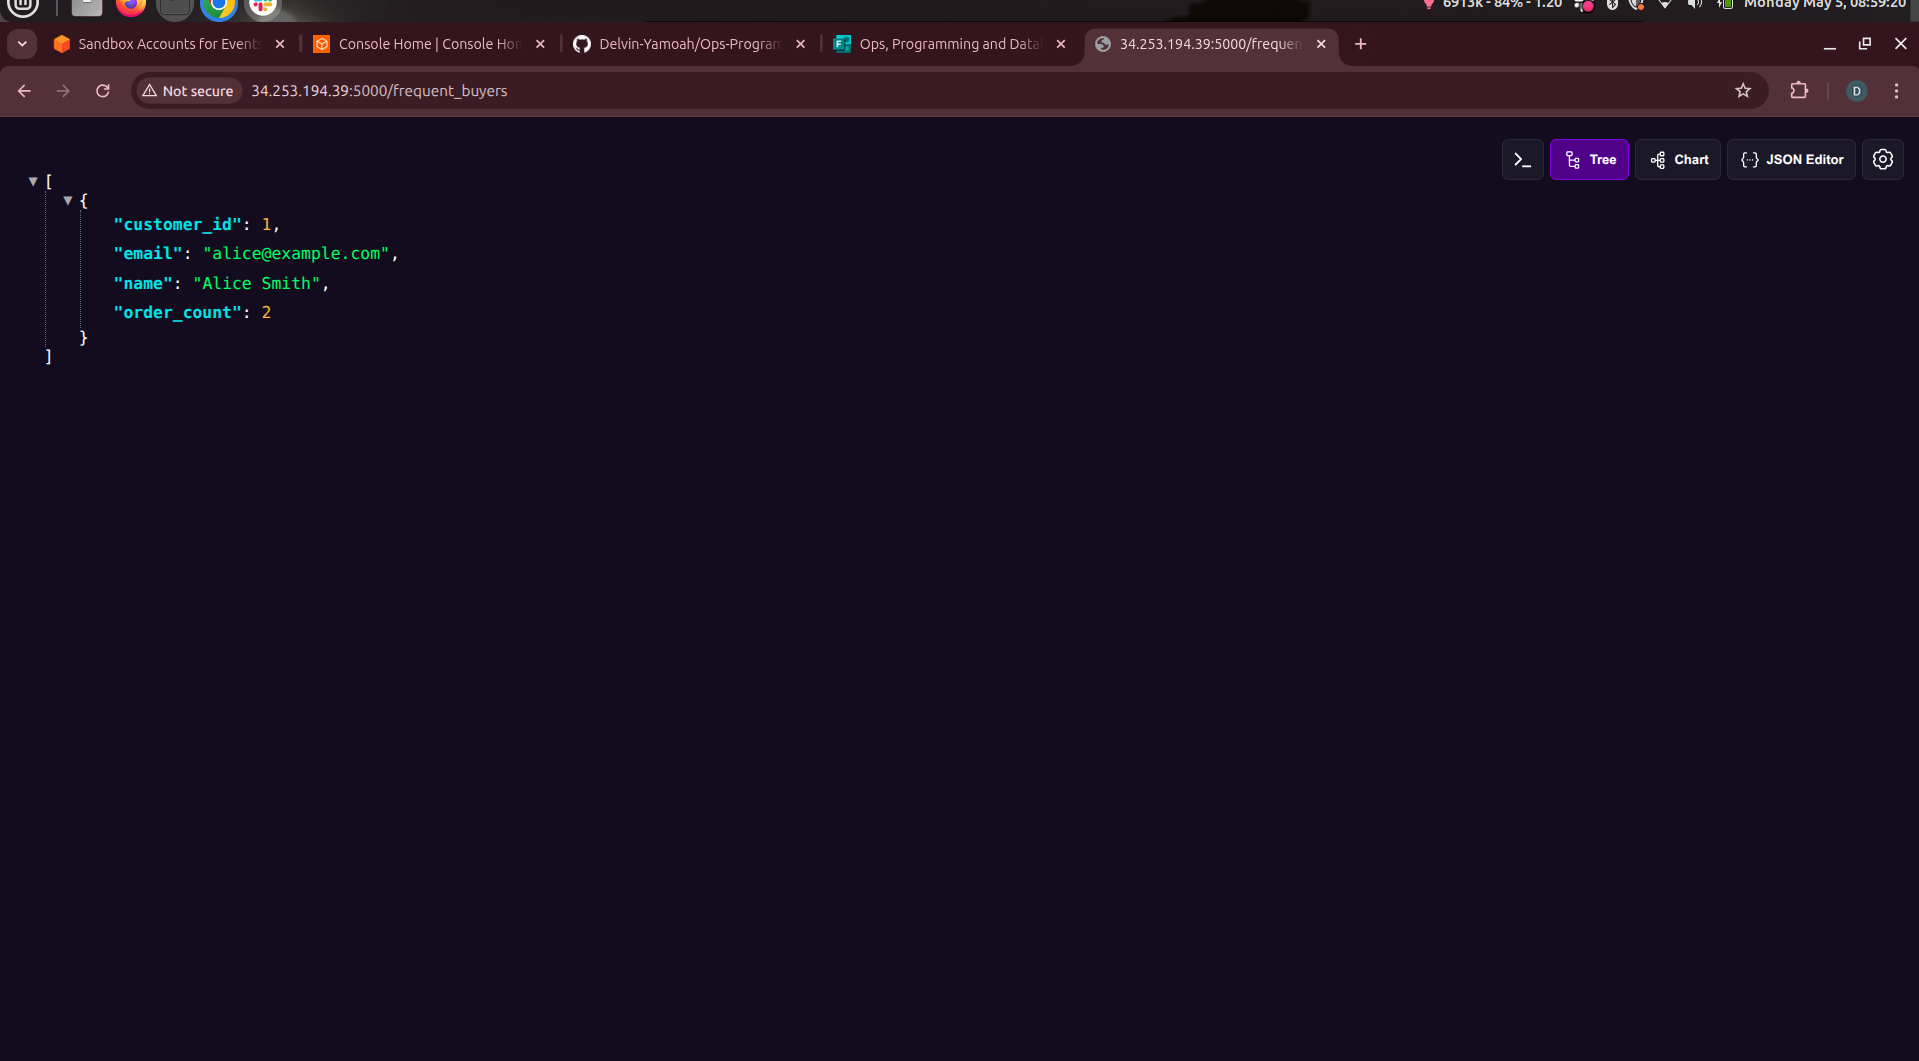 6913k - 84% - 1.20
Monday May 5, 08:59:20
Sandbox Accounts for Event
Console Home | Console Hon
Delvin-Yamoah/Ops-Program
Ops, Programming and Data
34.253.194.39:5000/frequen
Not secure
34.253.194.39:5000/frequent_buyers
D
Tree
Chart
JSON Editor
[
{
"customer_id": 1,
"email": "alice@example.com",
"name": "Alice Smith",
"order_count": 2
}
]